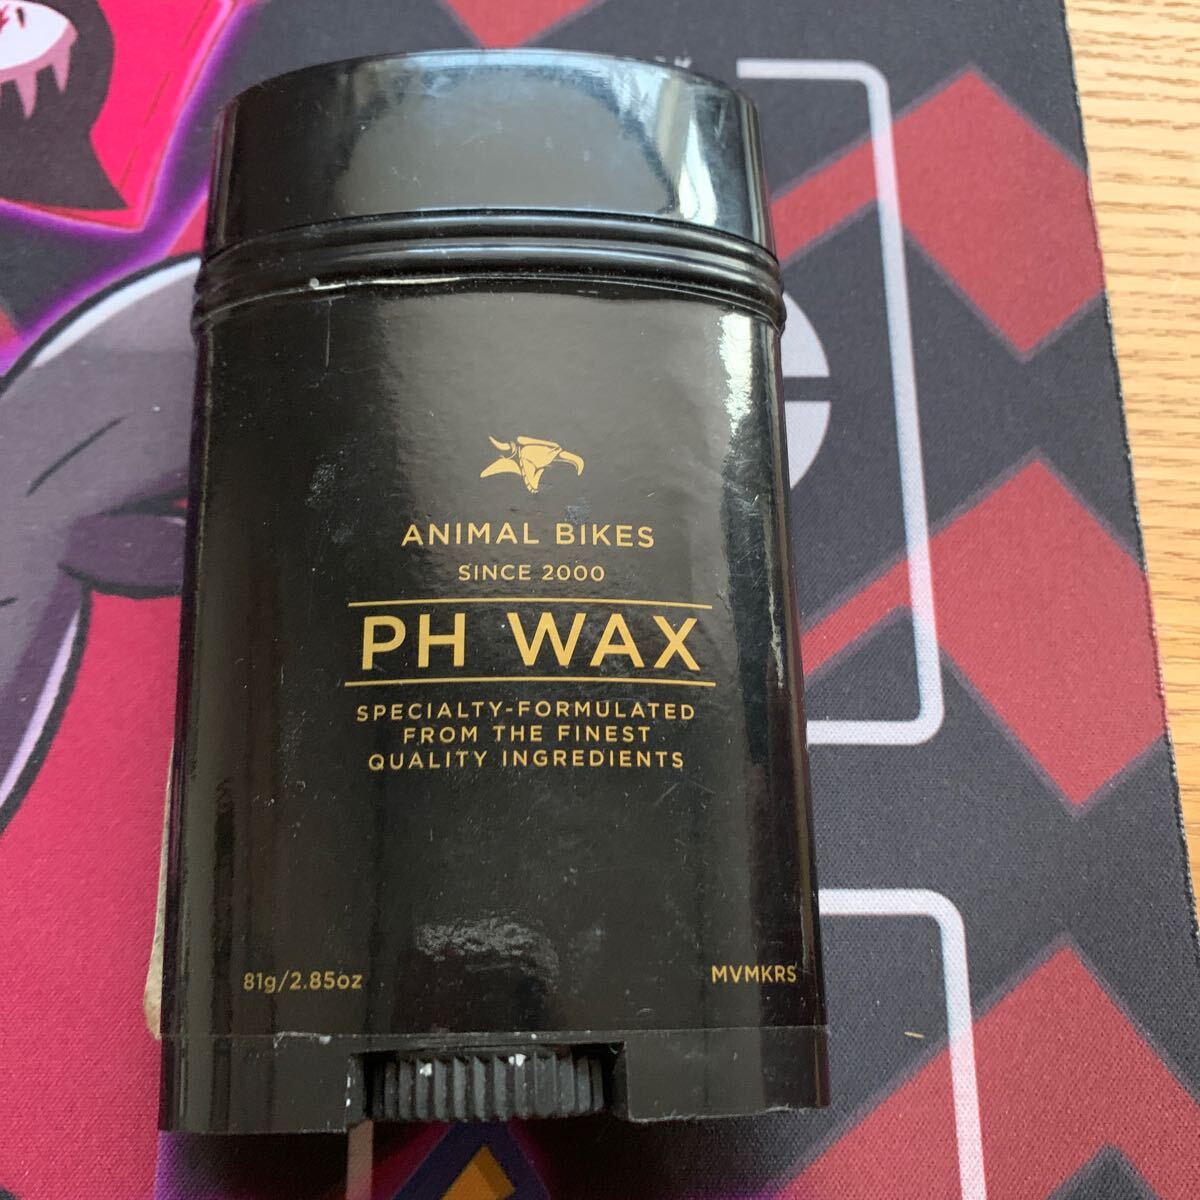 ANIMAL BIKES
SINCE 2000
PH WAX
SPECIALTY-FORMULATED
FROM THE FINEST
QUALITY INGREDIENTS
81g/2.85oz
MVMKRS